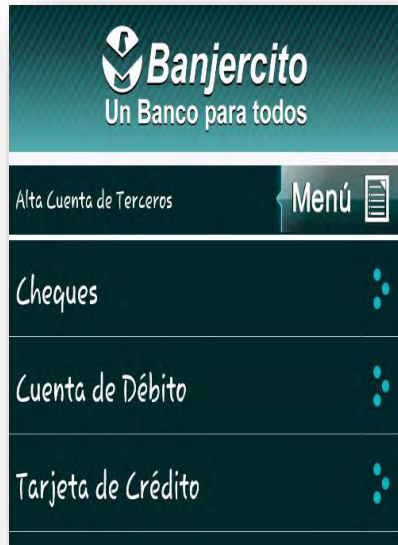 Banjercito
Un Banco para todos
Alta Cuenta de Terceros
Menú
Cheques
Cuenta de Débito
Tarjeta de Crédito